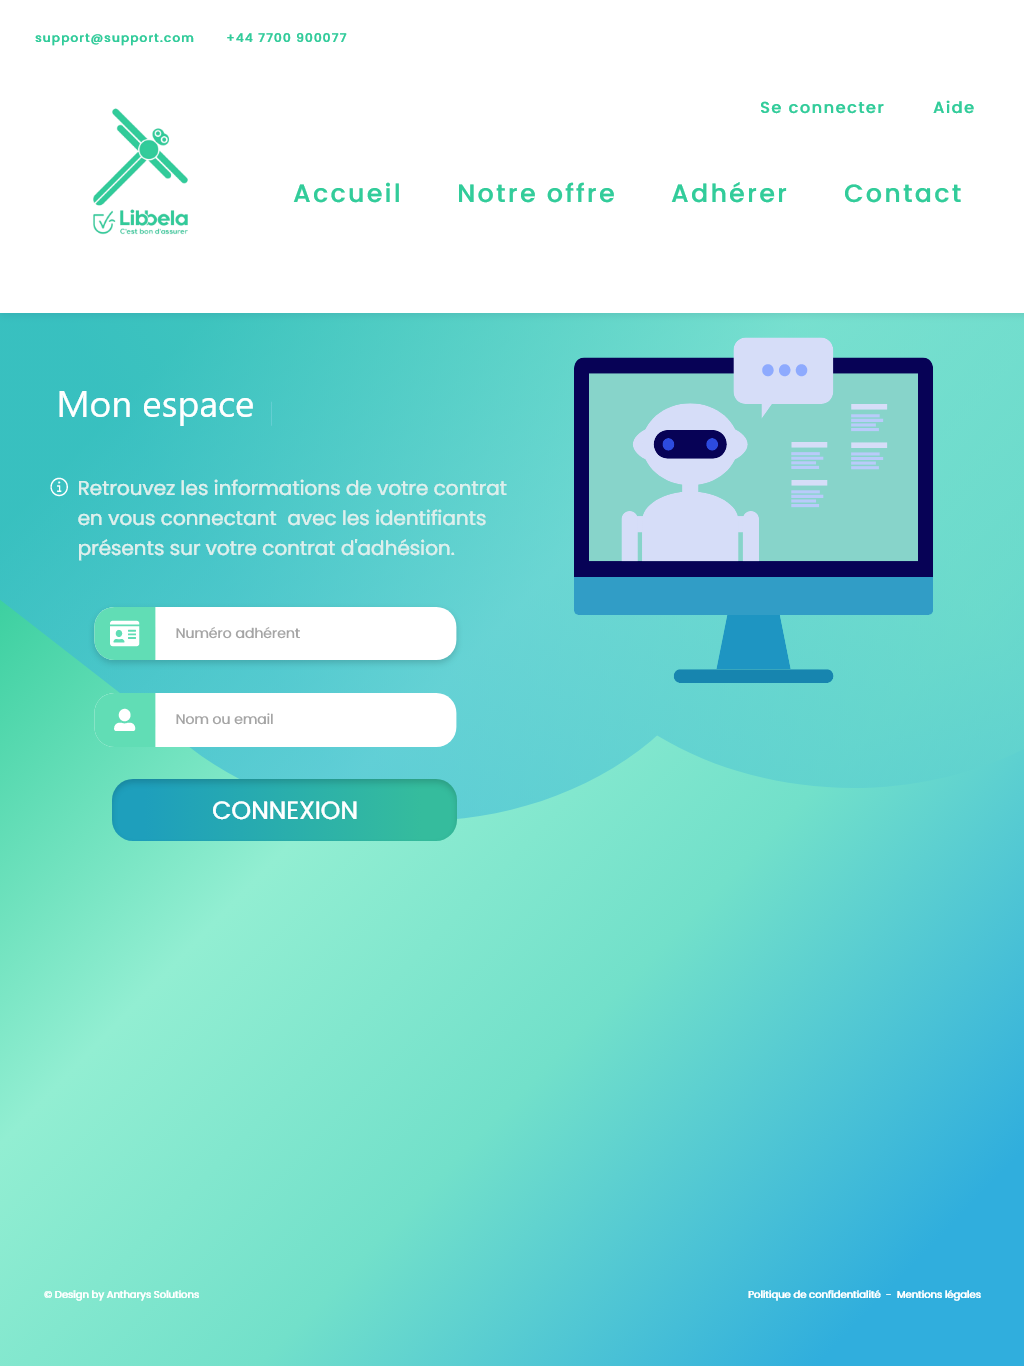 support@support.com +44 7700 900077
Se connecter Aide
Accueil Notre offre Adhérer Contact
Libbela
C'est bon d'assurer
Mon espace
Retrouvez les informations de votre contrat
en vous connectant avec les identifiants
présents sur votre contrat d'adhésion.
Numéro adhérent
Nom ou email
CONNEXION
© Design by Antharys Solutions
Politique de confidentialité - Mentions légales